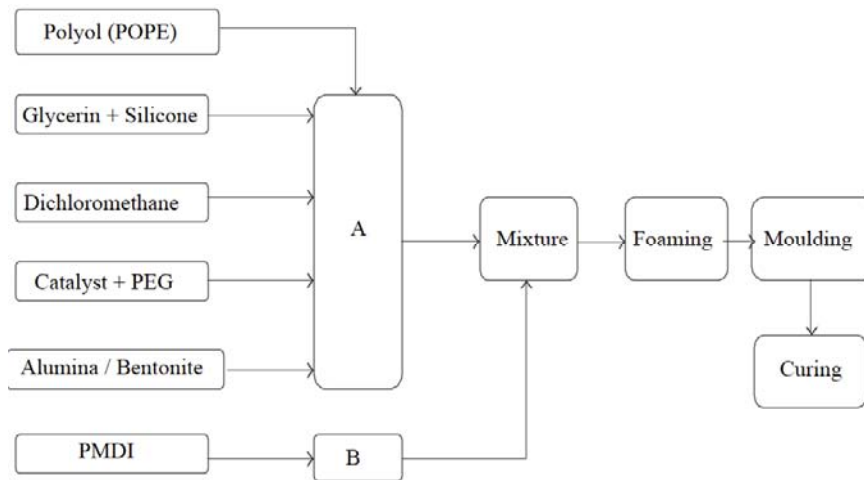 Polyol (POPE)
Glycerin + Silicone
Dichloromethane
Catalyst + PEG
Alumina / Bentonite
PMDI
A
B
Mixture
Foaming
Moulding
Curing